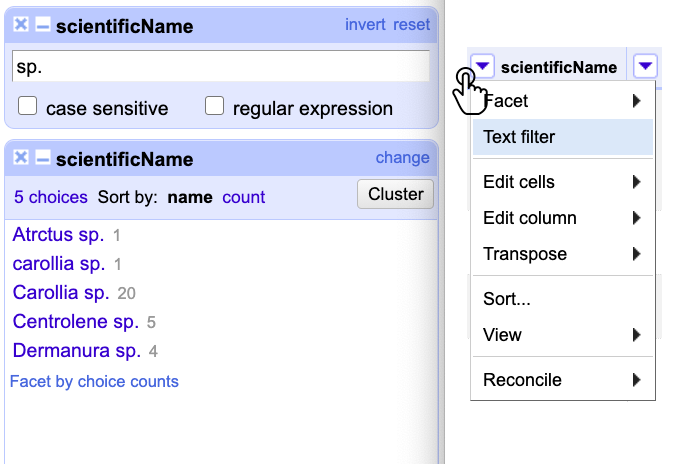 scientificName invert reset
sp.
case sensitive regular expression
scientificName change
5 choices Sort by: name count Cluster
Atrctus sp. 1
carollia sp. 1
Carollia sp. 20
Centrolene sp. 5
Dermanura sp. 4
Facet by choice counts
scientificName
Facet
Text filter
Edit cells
Edit column
Transpose
Sort...
View
Reconcile